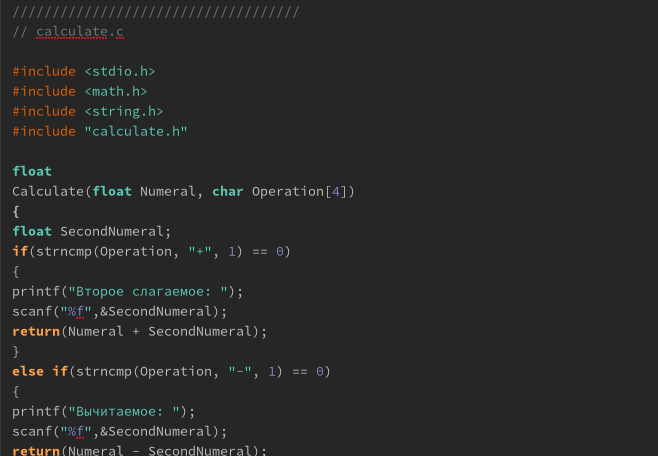 ////////////////////////////////////
// calculate.c
#include <stdio.h>
#include <math.h>
#include <string.h>
#include "calculate.h"
float
Calculate(float Numeral, char Operation[4])
{
float SecondNumeral;
if(strncmp(Operation, "+", 1) == 0)
{
printf("Второе слагаемое: ");
scanf("%f",&SecondNumeral);
return(Numeral + SecondNumeral);
}
else if(strncmp(Operation, "-", 1) == 0)
{
printf("Вычитаемое: ");
scanf("%f",&SecondNumeral);
return(Numeral - SecondNumeral);